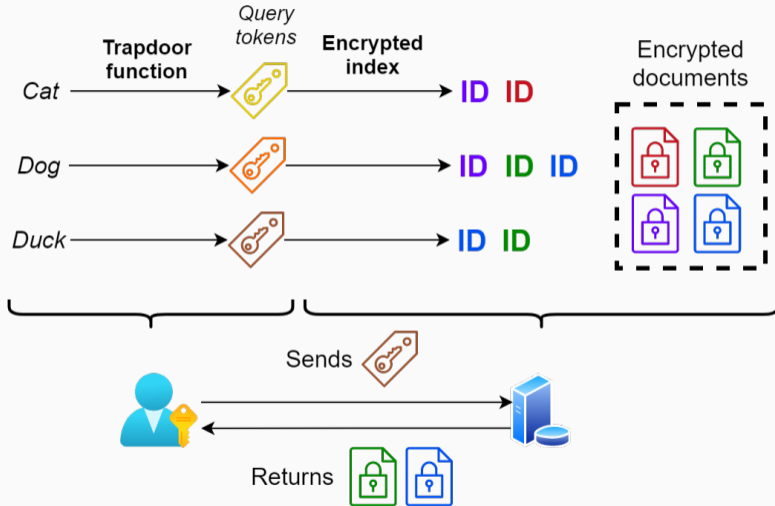 Query
tokens
Trapdoor
function
Encrypted
index
Encrypted
documents
Cat
ID ID
Dog
ID ID ID
Duck
ID ID
Sends
Returns